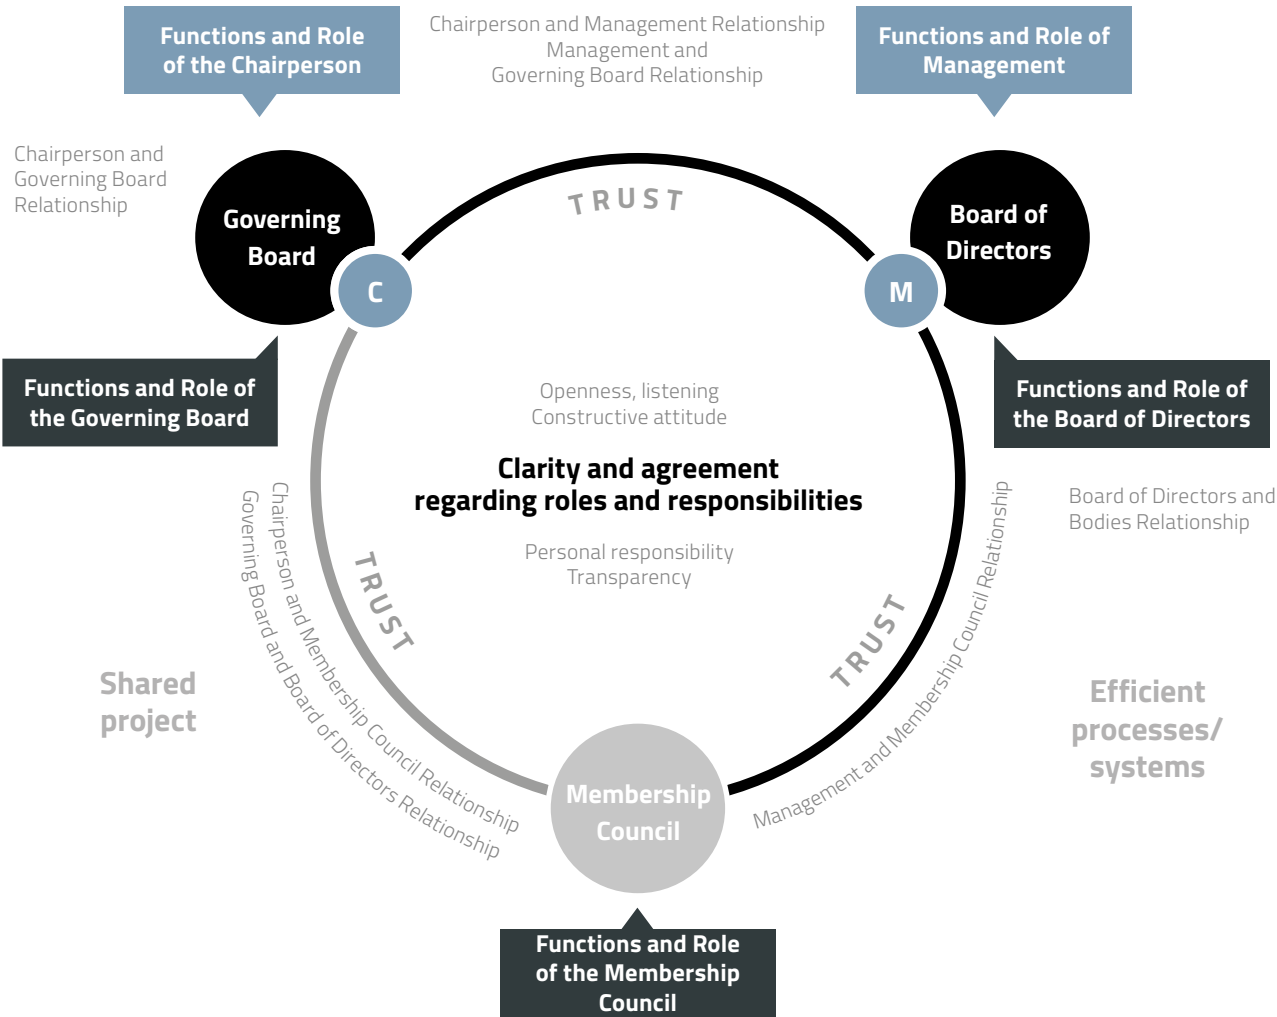 Functions and Role
of the Chairperson
Chairperson and Management Relationship
Management and
Governing Board Relationship
Functions and Role of
Management
Chairperson and
Governing Board
Relationship
Governing
Board
C
TRUST
M
Board of
Directors
Functions and Role of
the Governing Board
Functions and Role of
the Board of Directors
Openness, listening
Constructive attitude
Clarity and agreement
regarding roles and responsibilities
Personal responsibility
Transparency
Board of Directors and
Bodies Relationship
TRUST
TRUST
Chairperson and Membership Council Relationship
Governing Board and Board of Directors Relationship
Management and Membership Council Relationship
Shared
project
Efficient
processes/
systems
Membership
Council
Functions and Role
of the Membership
Council